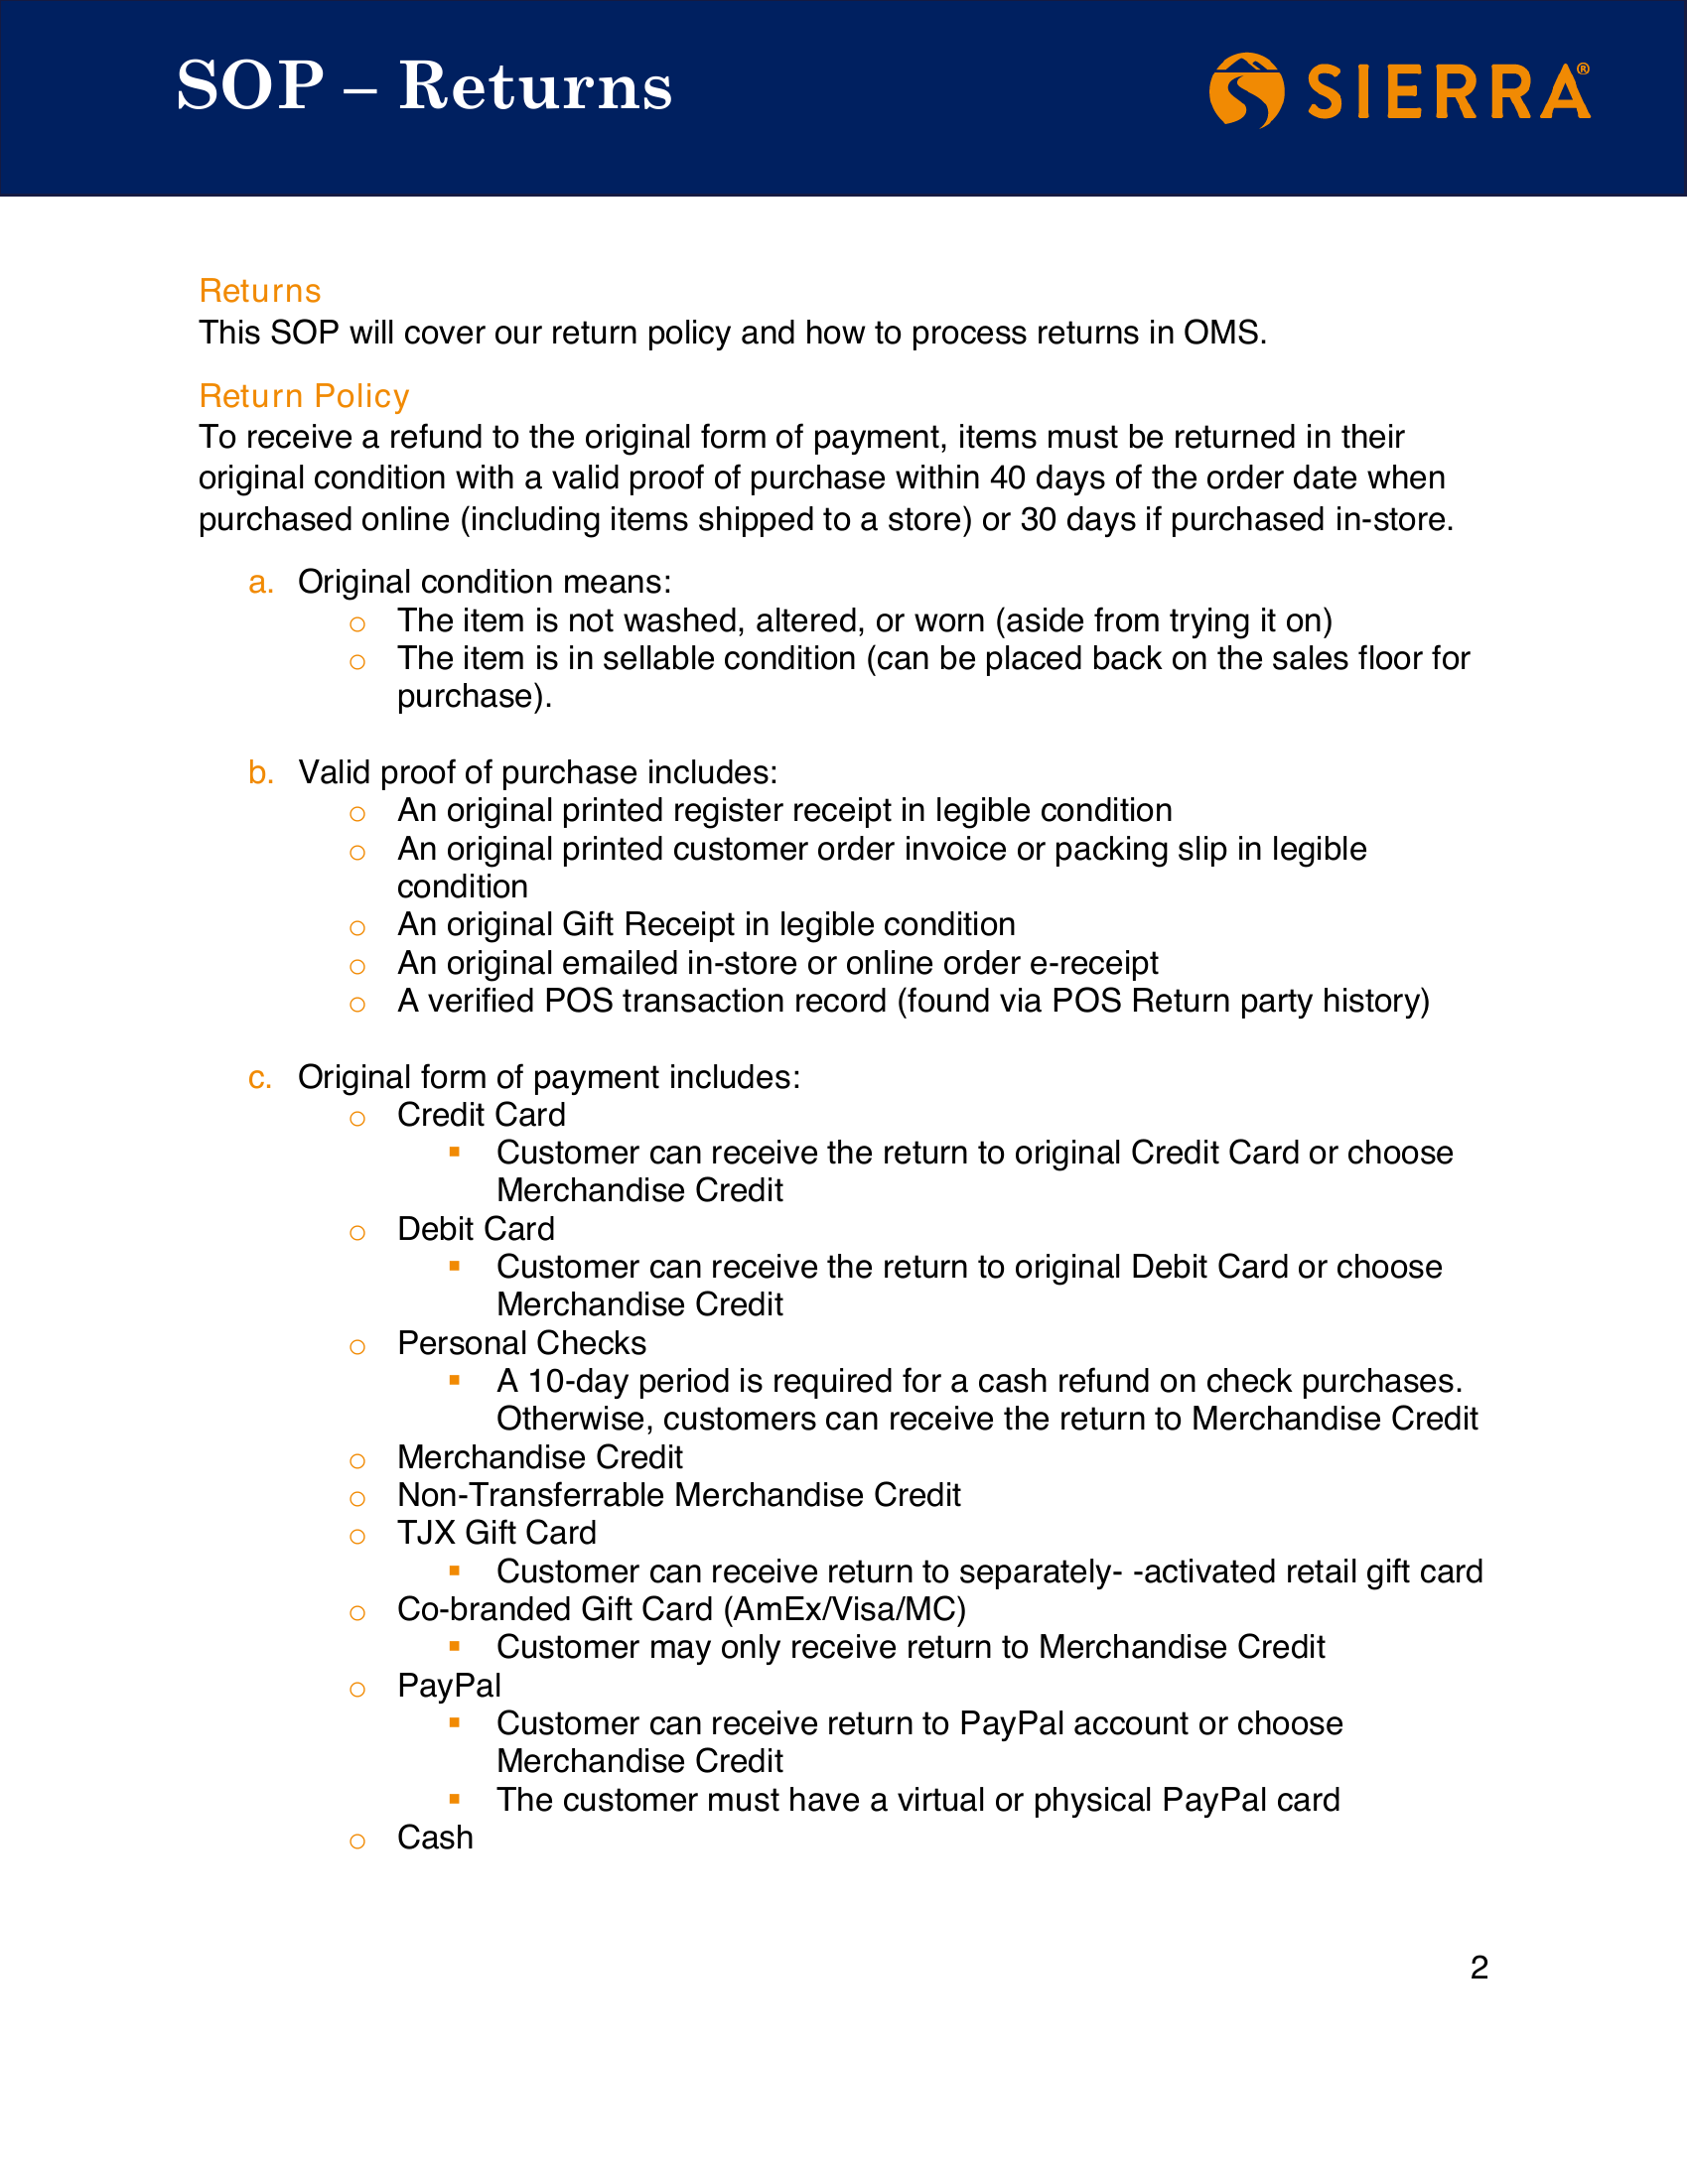 SOP – Returns
SIERRA®
Returns
This SOP will cover our return policy and how to process returns in OMS.
Return Policy
To receive a refund to the original form of payment, items must be returned in their
original condition with a valid proof of purchase within 40 days of the order date when
purchased online (including items shipped to a store) or 30 days if purchased in-store.
a. Original condition means:
o The item is not washed, altered, or worn (aside from trying it on)
o The item is in sellable condition (can be placed back on the sales floor for
purchase).
b. Valid proof of purchase includes:
o An original printed register receipt in legible condition
o An original printed customer order invoice or packing slip in legible
condition
o An original Gift Receipt in legible condition
o An original emailed in-store or online order e-receipt
o A verified POS transaction record (found via POS Return party history)
c. Original form of payment includes:
o Credit Card
▪ Customer can receive the return to original Credit Card or choose
Merchandise Credit
o Debit Card
▪ Customer can receive the return to original Debit Card or choose
Merchandise Credit
o Personal Checks
▪ A 10-day period is required for a cash refund on check purchases.
Otherwise, customers can receive the return to Merchandise Credit
o Merchandise Credit
o Non-Transferrable Merchandise Credit
o TJX Gift Card
▪ Customer can receive return to separately- -activated retail gift card
o Co-branded Gift Card (AmEx/Visa/MC)
▪ Customer may only receive return to Merchandise Credit
o PayPal
▪ Customer can receive return to PayPal account or choose
Merchandise Credit
▪ The customer must have a virtual or physical PayPal card
o Cash
2